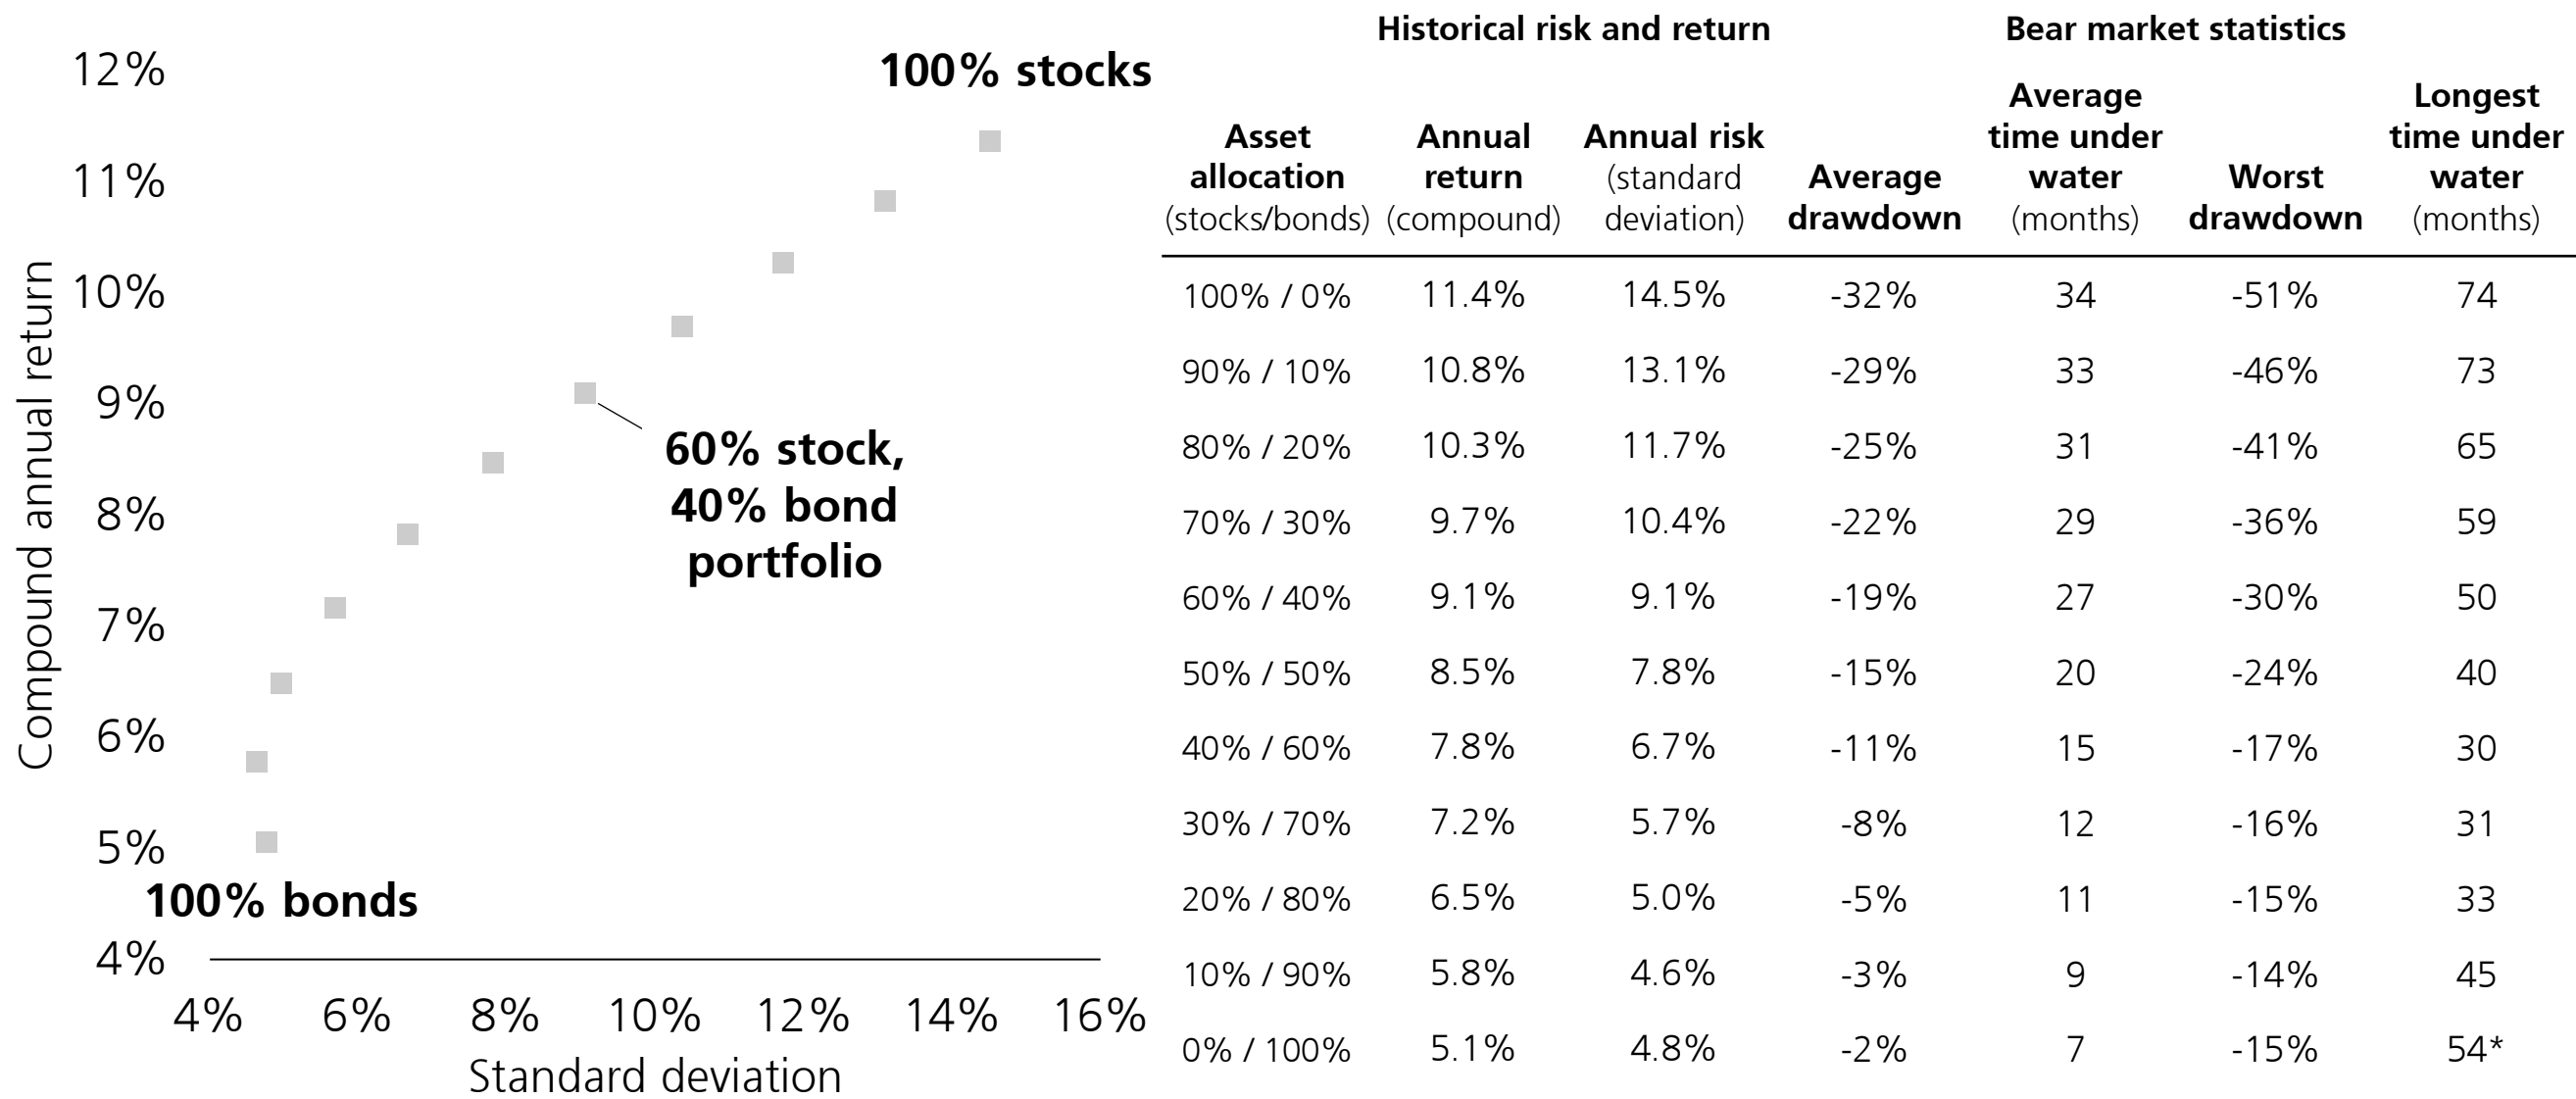 Compound annual return
12%
11%
10%
9%
8%
7%
6%
5%
4%
100% stocks
60% stock,
40% bond
portfolio
100% bonds
4% 6% 8% 10% 12% 14% 16%
Standard deviation
Historical risk and return Bear market statistics
Asset
allocation
(stocks/bonds)
Annual
return
(compound)
Annual risk
(standard
deviation)
Average
drawdown
Average
time under
water
(months)
Worst
drawdown
Longest
time under
water
(months)
100% / 0% 11.4% 14.5% -32% 34 -51% 74
90% / 10% 10.8% 13.1% -29% 33 -46% 73
80% / 20% 10.3% 11.7% -25% 31 -41% 65
70% / 30% 9.7% 10.4% -22% 29 -36% 59
60% / 40% 9.1% 9.1% -19% 27 -30% 50
50% / 50% 8.5% 7.8% -15% 20 -24% 40
40% / 60% 7.8% 6.7% -11% 15 -17% 30
30% / 70% 7.2% 5.7% -8% 12 -16% 31
20% / 80% 6.5% 5.0% -5% 11 -15% 33
10% / 90% 5.8% 4.6% -3% 9 -14% 45
0% / 100% 5.1% 4.8% -2% 7 -15% 54*